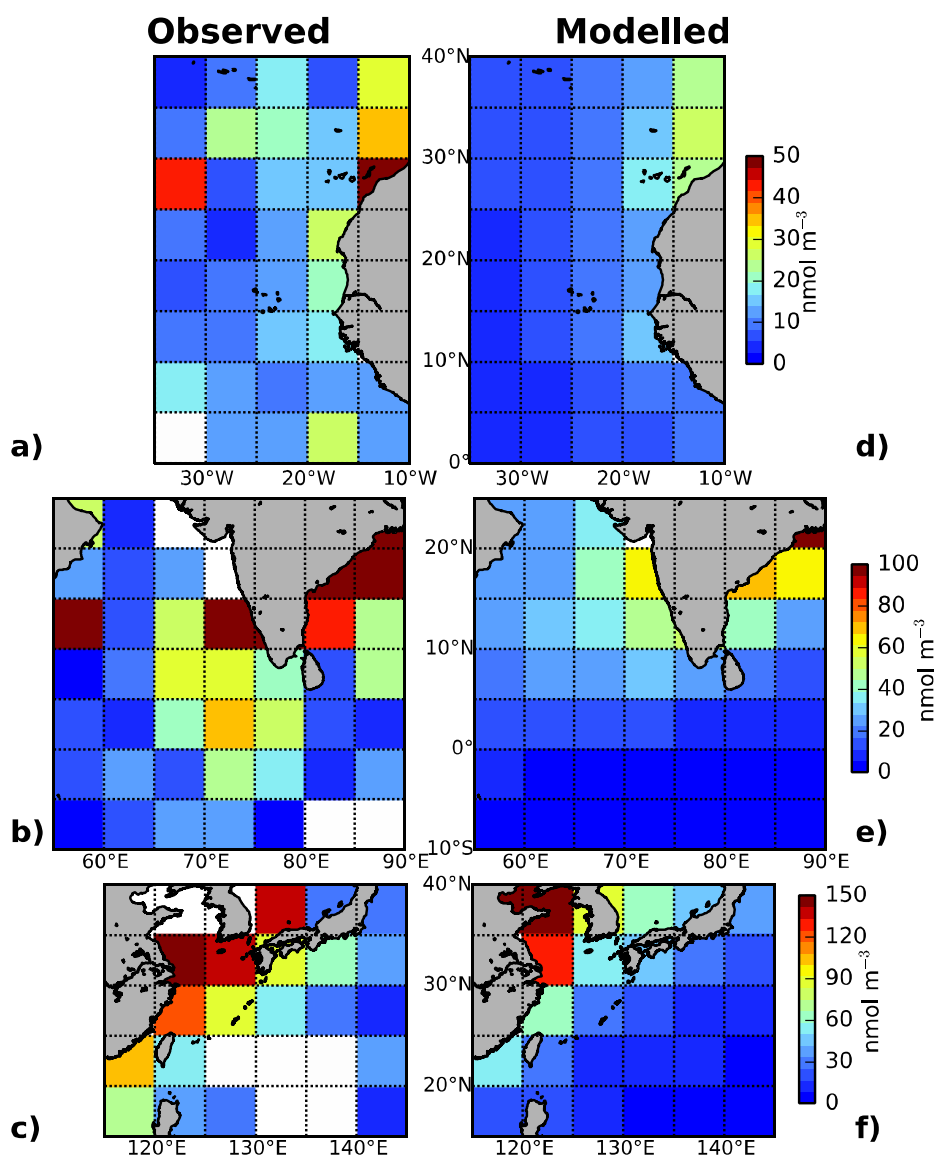 Observed
Modelled
40°N
30°N
20°N
10°N
0°
50
40
30
20
10
0
nmol m⁻³
a)
d)
30°W
20°W
10°W
30°W
20°W
10°W
20°N
10°N
0°
10°S
100
80
60
40
20
0
nmol m⁻³
b)
e)
60°E
70°E
80°E
90°E
60°E
70°E
80°E
90°E
40°N
30°N
20°N
150
120
90
60
30
0
nmol m⁻³
c)
f)
120°E
130°E
140°E
120°E
130°E
140°E